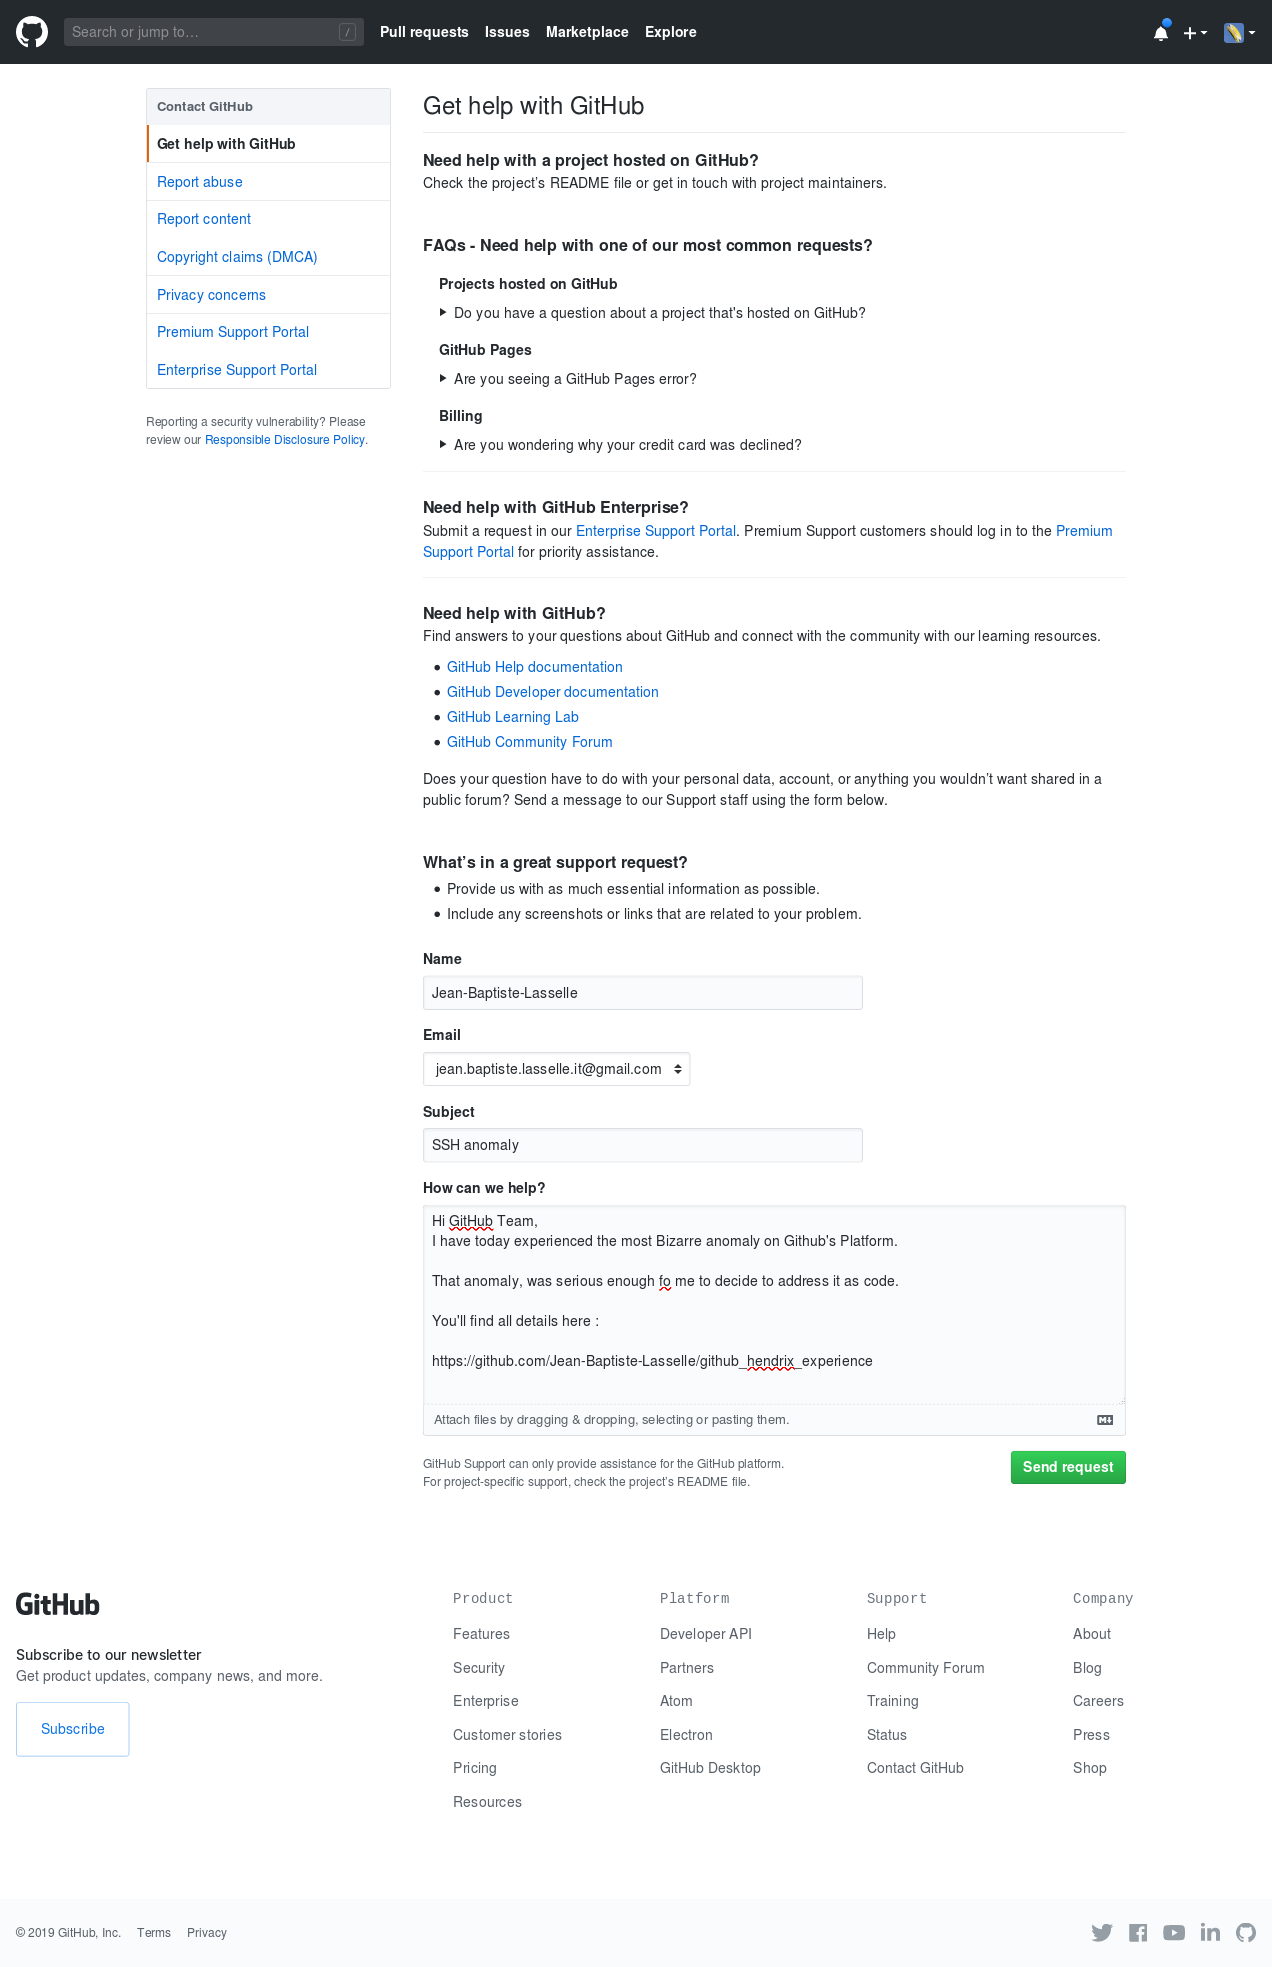 Search or jump to…
/
Pull requests
Issues
Marketplace
Explore
Contact GitHub
Get help with GitHub
Report abuse
Report content
Copyright claims (DMCA)
Privacy concerns
Premium Support Portal
Enterprise Support Portal
Reporting a security vulnerability? Please
review our Responsible Disclosure Policy.
Get help with GitHub
Need help with a project hosted on GitHub?
Check the project’s README file or get in touch with project maintainers.
FAQs - Need help with one of our most common requests?
Projects hosted on GitHub
Do you have a question about a project that's hosted on GitHub?
GitHub Pages
Are you seeing a GitHub Pages error?
Billing
Are you wondering why your credit card was declined?
Need help with GitHub Enterprise?
Submit a request in our Enterprise Support Portal. Premium Support customers should log in to the Premium
Support Portal for priority assistance.
Need help with GitHub?
Find answers to your questions about GitHub and connect with the community with our learning resources.
GitHub Help documentation
GitHub Developer documentation
GitHub Learning Lab
GitHub Community Forum
Does your question have to do with your personal data, account, or anything you wouldn’t want shared in a
public forum? Send a message to our Support staff using the form below.
What’s in a great support request?
Provide us with as much essential information as possible.
Include any screenshots or links that are related to your problem.
Name
Jean-Baptiste-Lasselle
Email
jean.baptiste.lasselle.it@gmail.com
Subject
SSH anomaly
How can we help?
Hi GitHub Team,
I have today experienced the most Bizarre anomaly on Github's Platform.
That anomaly, was serious enough fo me to decide to address it as code.
You'll find all details here :
https://github.com/Jean-Baptiste-Lasselle/github_hendrix_experience
Attach files by dragging & dropping, selecting or pasting them.
GitHub Support can only provide assistance for the GitHub platform.
For project-specific support, check the project’s README file.
Send request
GitHub
Subscribe to our newsletter
Get product updates, company news, and more.
Subscribe
Product
Features
Security
Enterprise
Customer stories
Pricing
Resources
Platform
Developer API
Partners
Atom
Electron
GitHub Desktop
Support
Help
Community Forum
Training
Status
Contact GitHub
Company
About
Blog
Careers
Press
Shop
© 2019 GitHub, Inc.
Terms
Privacy